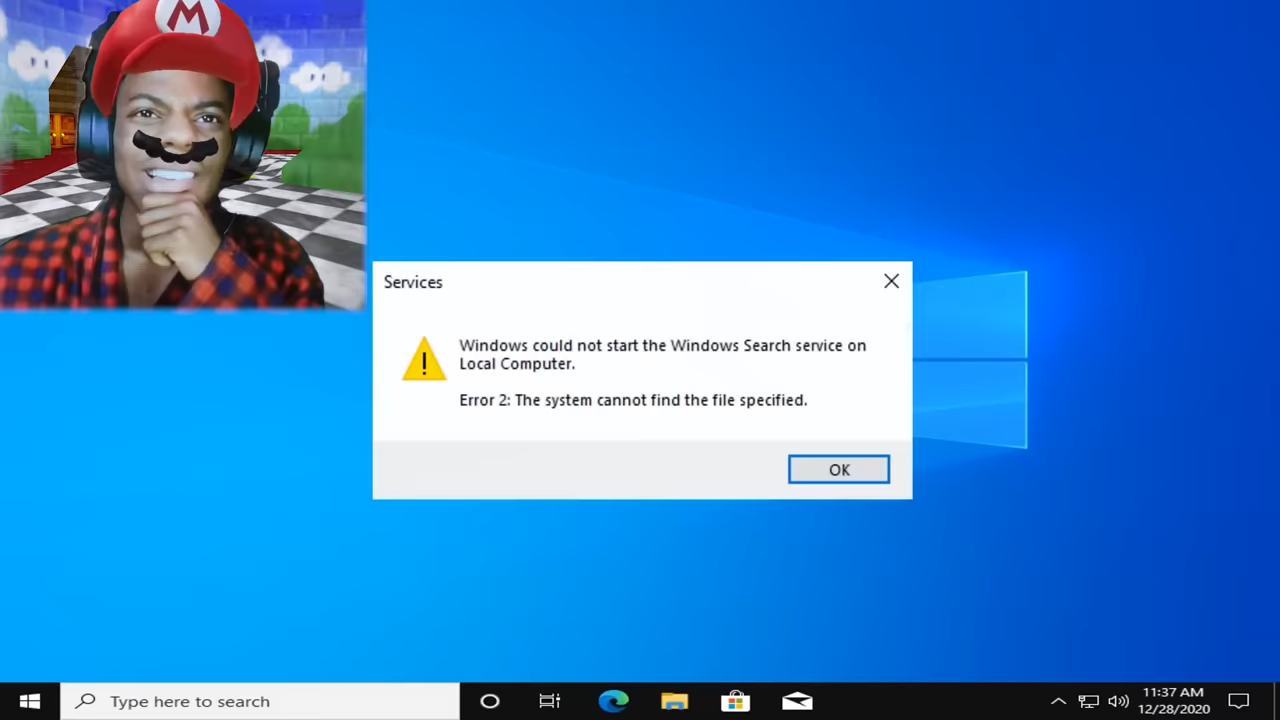 M
Services
Windows could not start the Windows Search service on
Local Computer.
Error 2: The system cannot find the file specified.
OK
Type here to search
11:37 AM
12/28/2020